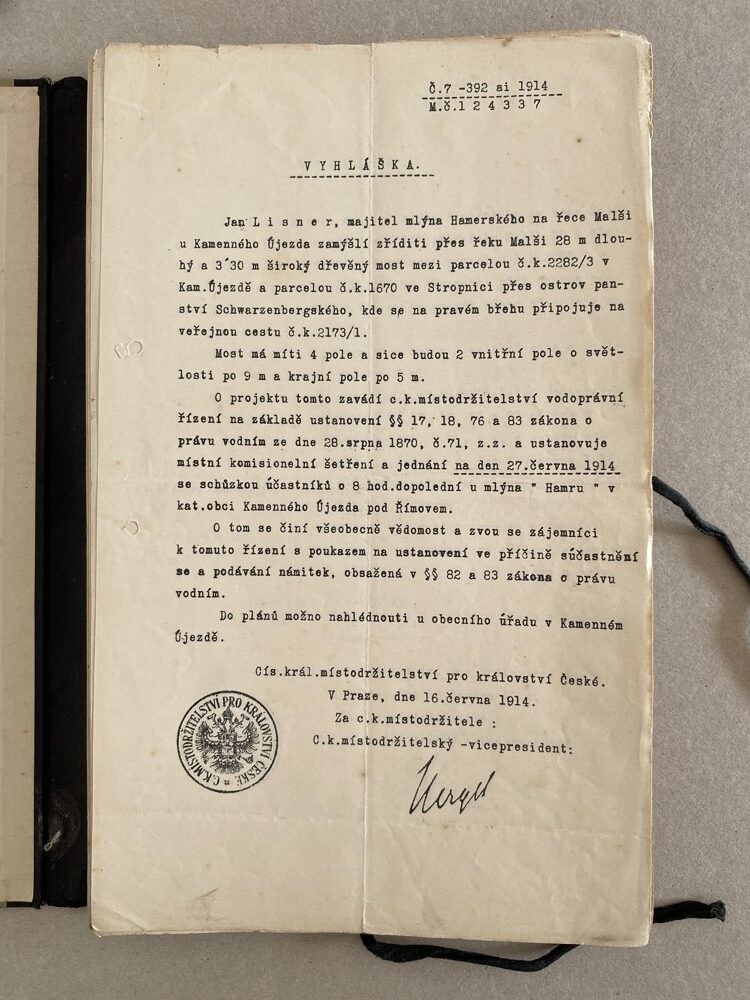 Č.7 -392 ai 1914
M.č.1 2 4 3 3 7
V Y H L Á Š K A.
Jan L i s n e r, majitel mlýna Hamerského na řece Malši
u Kamenného Újezda zamýšlí zříditi přes řeku Malši 28 m dlou-
hý a 3˙30 m široký dřevěný most mezi parcelou č.k.2282/3 v
Kam.Újezdě a parcelou č.k.1670 ve Stropnici přes ostrov pan-
ství Schwarzenbergského, kde se na pravém břehu připojuje na
veřejnou cestu č.k.2173/1.
Most má míti 4 pole a sice budou 2 vnitřní pole o svět-
losti po 9 m a krajní pole po 5 m.
O projektu tomto zavádí c.k.místodržitelství vodoprávní
řízení na základě ustanovení §§ 17, 18, 76 a 83 zákona o
právu vodním ze dne 28.srpna 1870, č.71, z.z. a ustanovuje
místní komisionelní šetření a jednání na den 27.června 1914
se schůzkou účastníků o 8 hod.dopolední u mlýna " Hamru " v
kat.obci Kamenného Újezda pod Římovem.
O tom se činí všeobecně vědomost a zvou se zájemníci
k tomuto řízení s poukazem na ustanovení ve příčině súčastnění
se a podávání námitek, obsažená v §§ 82 a 83 zákona o právu
vodním.
Do plánů možno nahlédnouti u obecního úřadu v Kamenném
Újezdě.
Cís.král.místodržitelství pro království České.
V Praze, dne 16.června 1914.
Za c.k.místodržitele :
C.k.místodržitelský -vicepresident:
C.K.MÍSTODRŽITELSTVÍ PRO KRÁLOVSTVÍ ČESKÉ